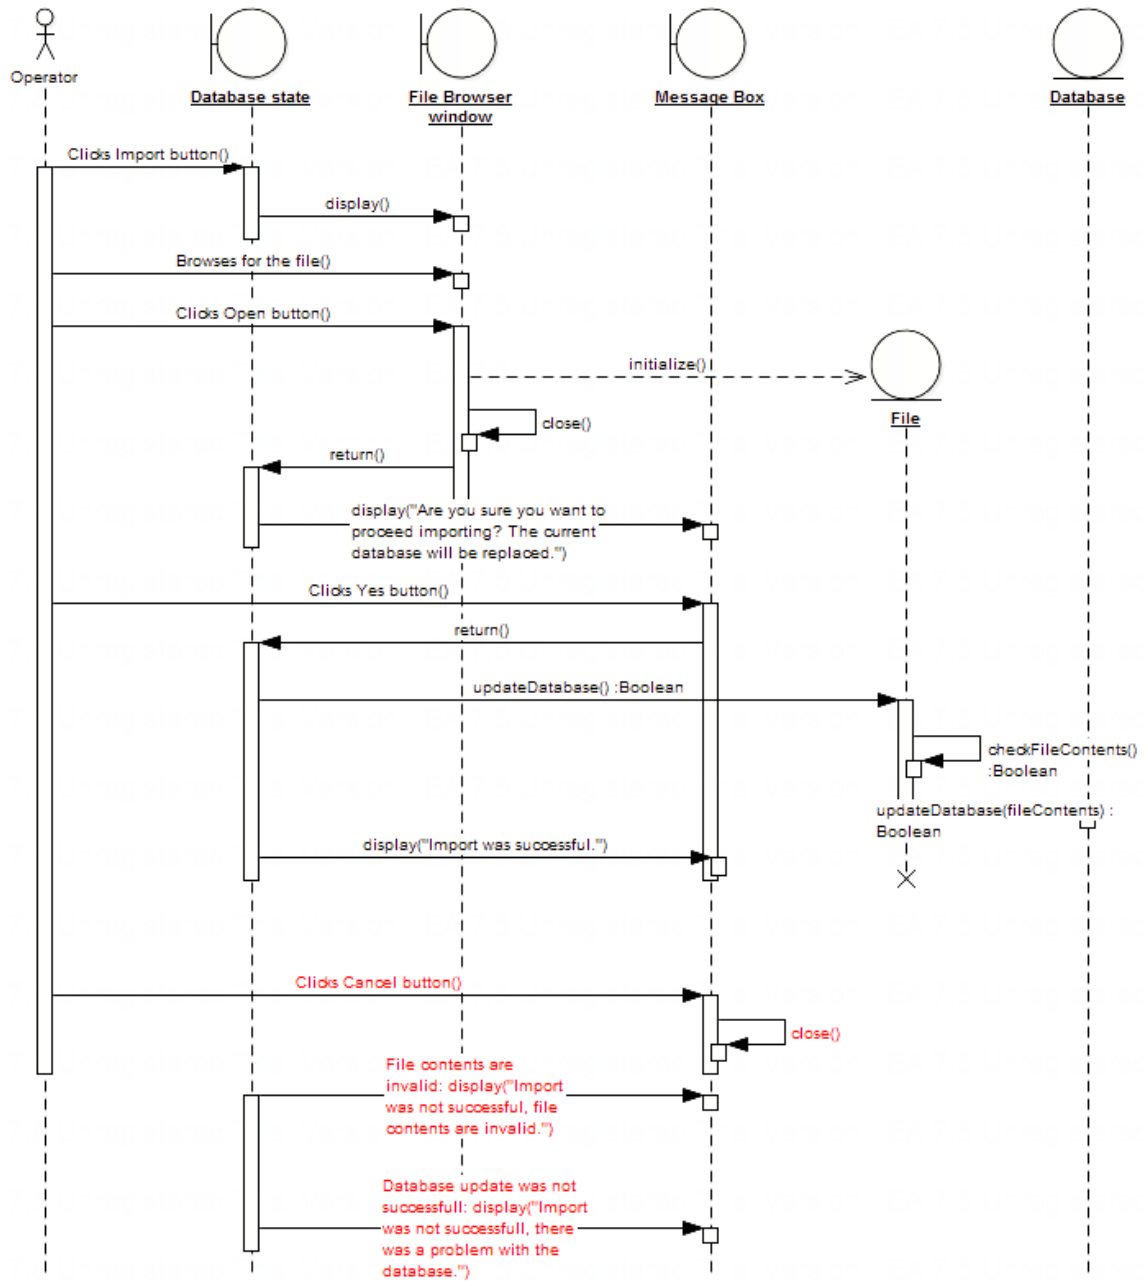 Operator
Database state
File Browser
window
Message Box
Database
Clicks Import button()
display()
Browses for the file()
Clicks Open button()
initialize()
File
close()
return()
display("Are you sure you want to
proceed importing? The current
database will be replaced.")
Clicks Yes button()
return()
updateDatabase() :Boolean
checkFileContents()
:Boolean
updateDatabase(fileContents) :
Boolean
display("Import was successful.")
Clicks Cancel button()
close()
File contents are
invalid: display("Import
was not successful, file
contents are invalid.")
Database update was not
successfull: display("Import
was not successfull, there
was a problem with the
database.")